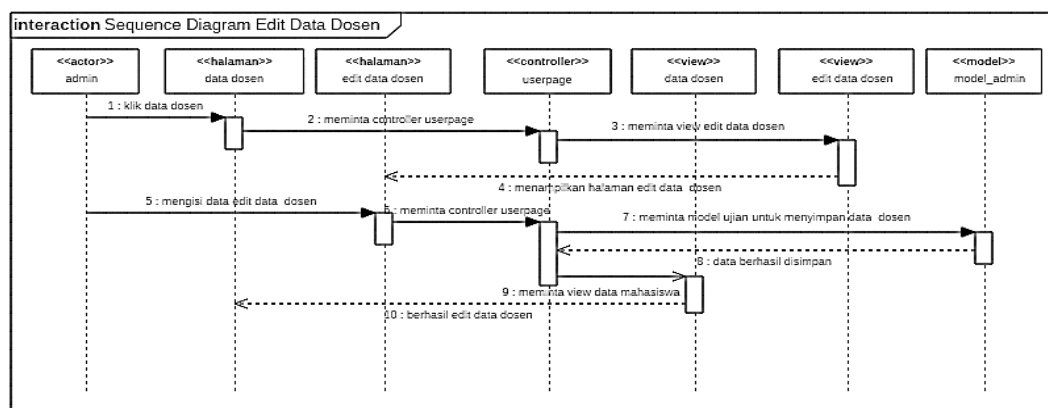 interaction Sequence Diagram Edit Data Dosen
<<actor>>
admin
<<halaman>>
data dosen
<<halaman>>
edit data dosen
<<controller>>
userpage
<<view>>
data dosen
<<view>>
edit data dosen
<<model>>
model_admin
1 : klik data dosen
2 : meminta controller userpage
3 : meminta view edit data dosen
4 : menampilkan halaman edit data dosen
5 : mengisi data edit data dosen
6 : meminta controller userpage
7 : meminta model ujian untuk menyimpan data dosen
8 : data berhasil disimpan
9 : meminta view data mahasiswa
10 : berhasil edit data dosen